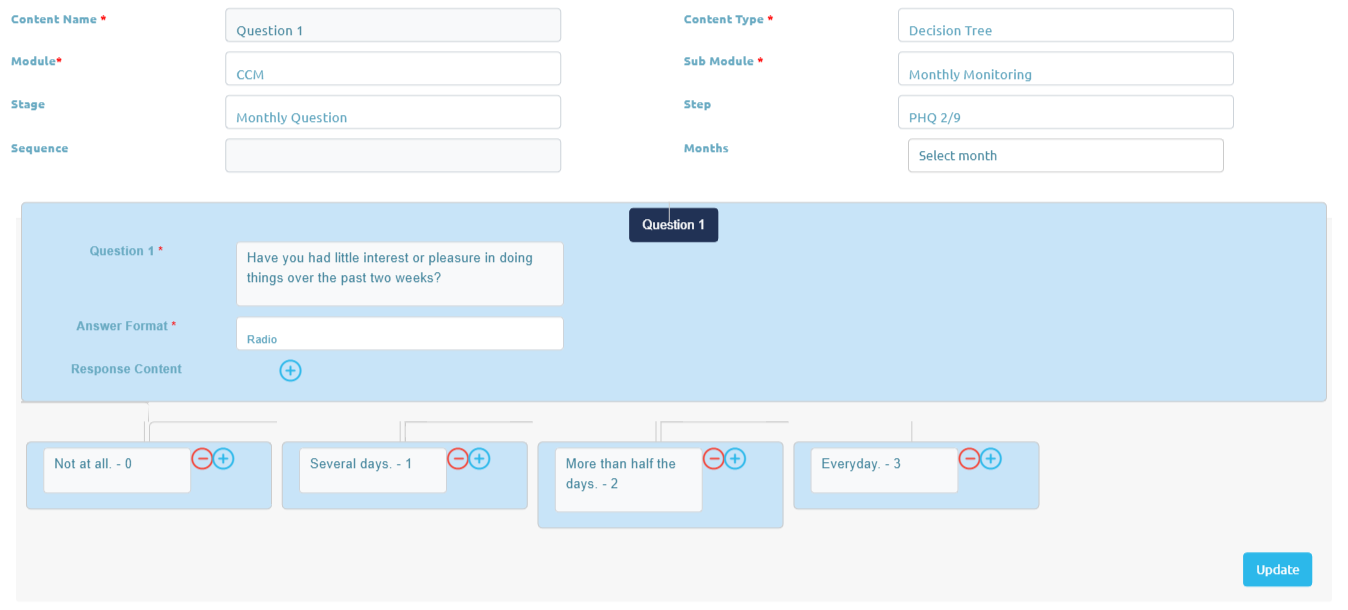 Content Name *
Question 1
Content Type *
Decision Tree
Module*
CCM
Sub Module *
Monthly Monitoring
Stage
Monthly Question
Step
PHQ 2/9
Sequence
Months
Select month
Question 1
Question 1 *
Have you had little interest or pleasure in doing
things over the past two weeks?
Answer Format *
Radio
Response Content
Not at all. - 0
Several days. - 1
More than half the
days. - 2
Everyday. - 3
Update